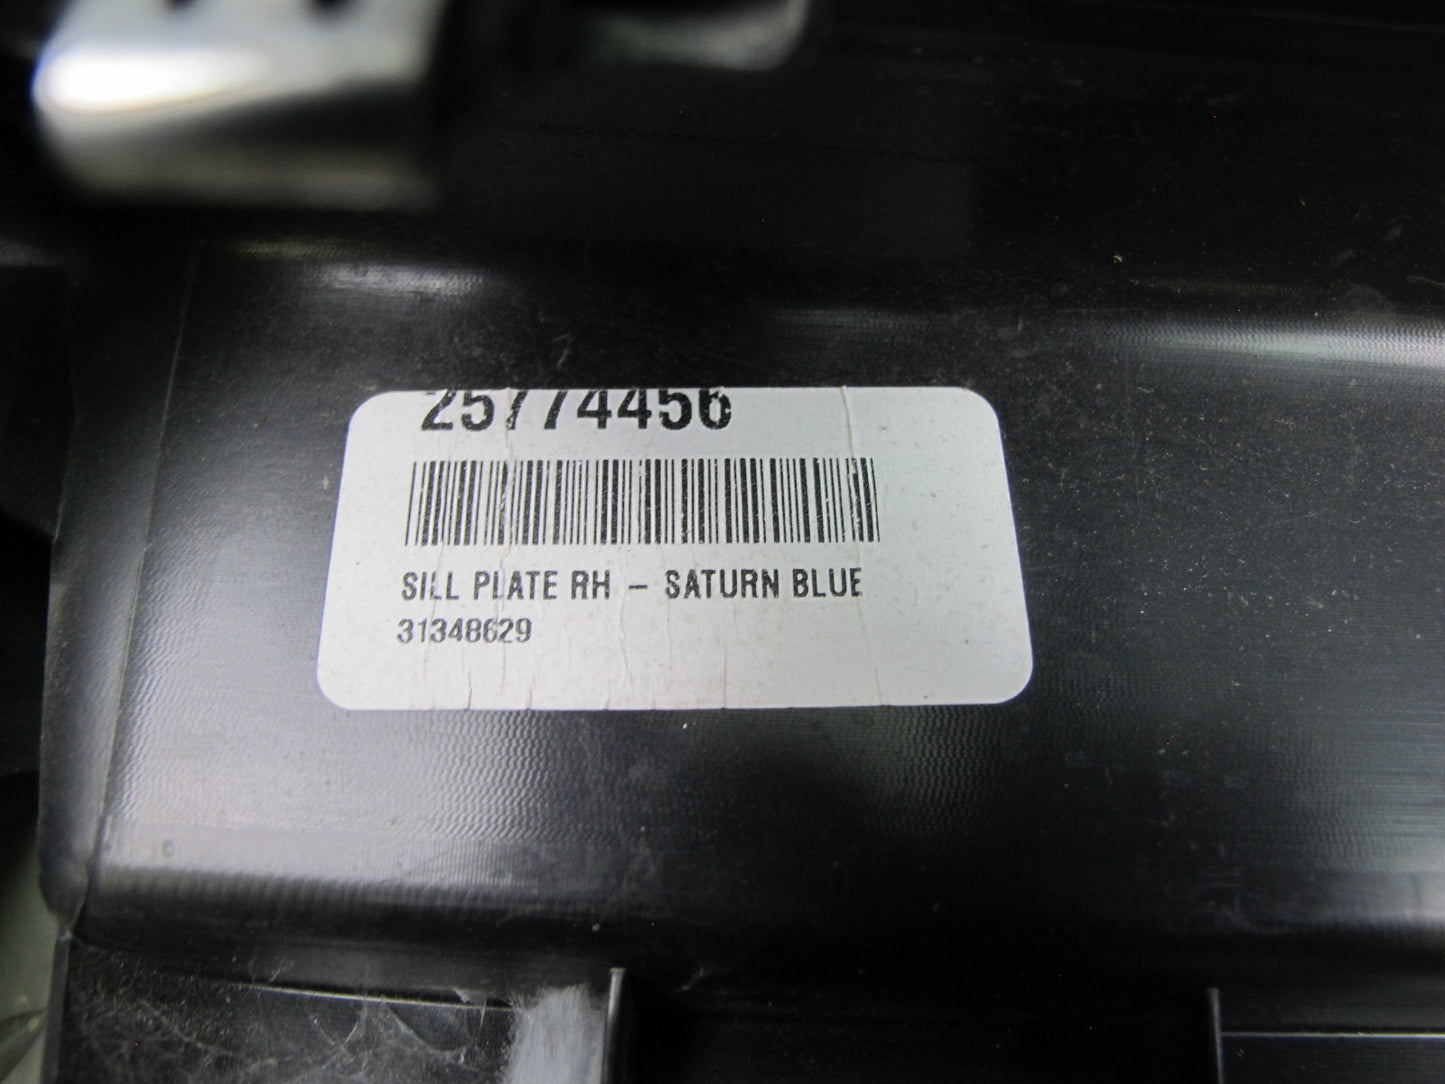 25774456
SILL PLATE RH – SATURN BLUE
31348629